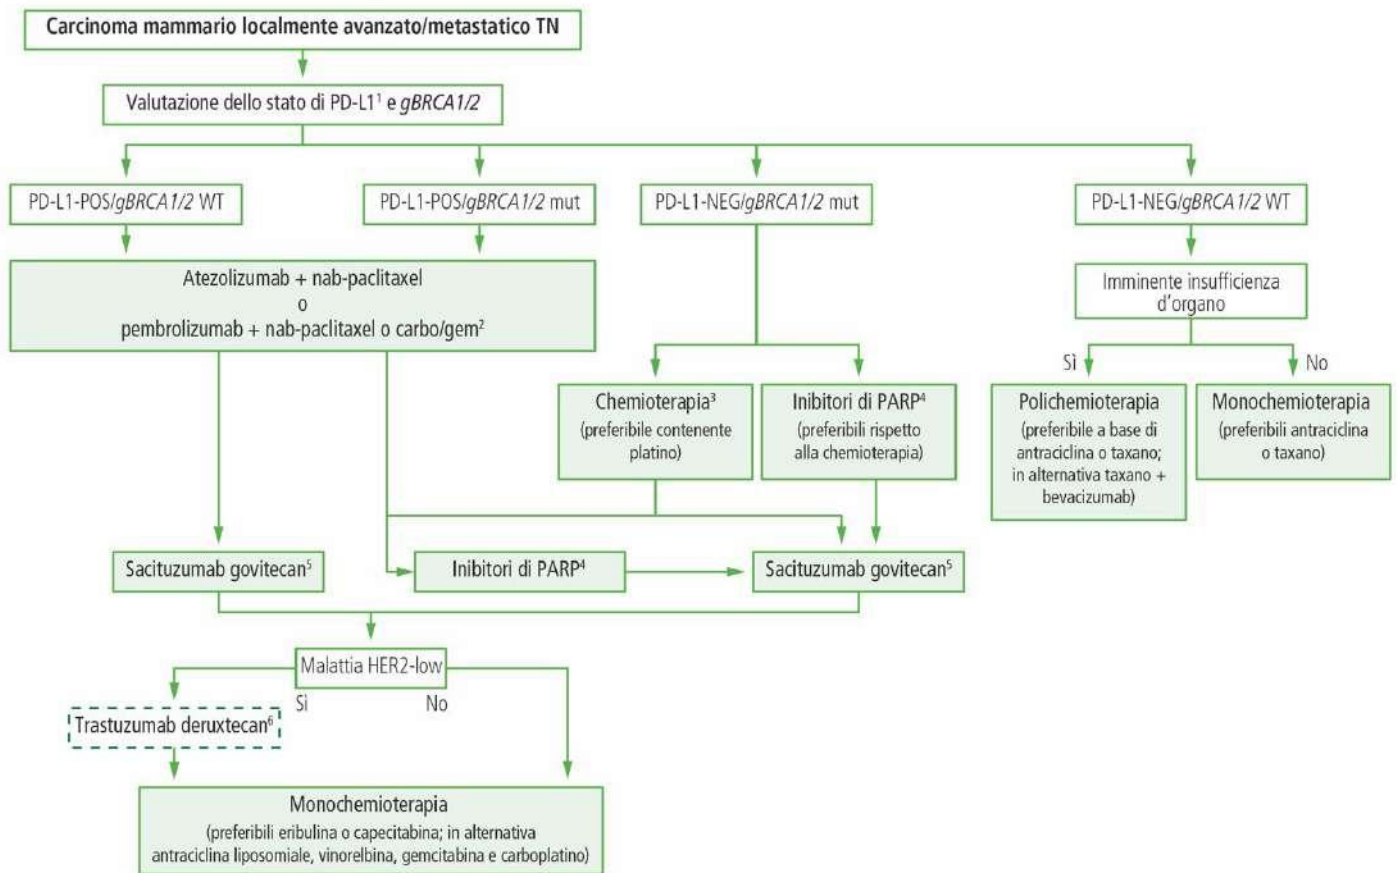 Carcinoma mammario localmente avanzato/metastatico TN
Valutazione dello stato di PD-L1¹ e gBRCA1/2
PD-L1-POS/gBRCA1/2 WT
PD-L1-POS/gBRCA1/2 mut
PD-L1-NEG/gBRCA1/2 mut
PD-L1-NEG/gBRCA1/2 WT
Atezolizumab + nab-paclitaxel
o
pembrolizumab + nab-paclitaxel o carbo/gem²
Imminente insufficienza
d'organo
Sì
No
Chemioterapia³
(preferibile contenente
platino)
Inibitori di PARP⁴
(preferibili rispetto
alla chemioterapia)
Polichemioterapia
(preferibile a base di
antraciclina o taxano;
in alternativa taxano +
bevacizumab)
Monochemioterapia
(preferibili antraciclina
o taxano)
Sacituzumab govitecan⁵
Inibitori di PARP⁴
Sacituzumab govitecan⁵
Malattia HER2-low
Sì
No
Trastuzumab deruxtecan⁶
Monochemioterapia
(preferibili eribulina o capecitabina; in alternativa
antraciclina liposomiale, vinorelbina, gemcitabina e carboplatino)